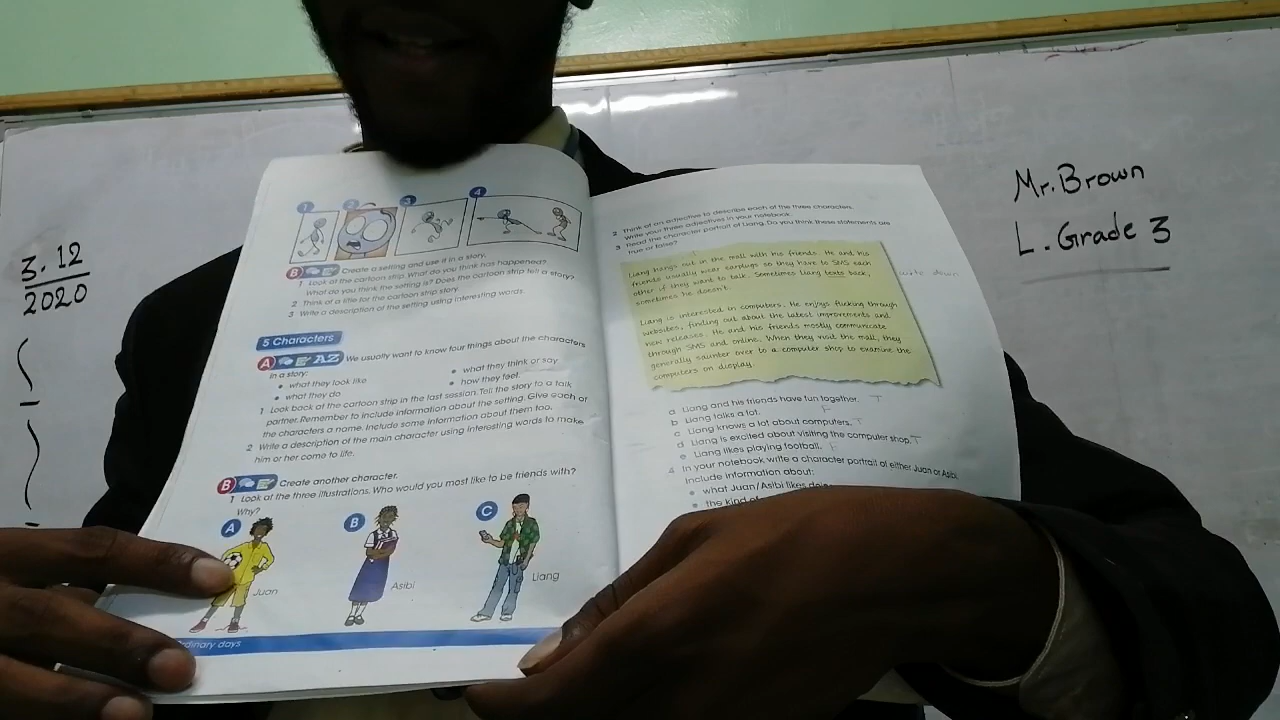 3.12
2020
Mr.Brown
L. Grade 3
1
2
3
4
B Create a setting and use it in a story.
1 Look at the cartoon strip. What do you think has happened?
What do you think the setting is? Does the cartoon strip tell a story?
2 Think of a title for the cartoon strip story.
3 Write a description of the setting using interesting words.
5 Characters
A AZ We usually want to know four things about the characters
in a story:
• what they look like
• what they do
• what they think or say
• how they feel.
1 Look back at the cartoon strip in the last session. Tell the story to a talk
partner. Remember to include information about the setting. Give each of
the characters a name. Include some information about them too.
2 Write a description of the main character using interesting words to make
him or her come to life.
B Create another character.
1 Look at the three illustrations. Who would you most like to be friends with?
Why?
A
B
C
Juan
Asibi
Liang
dinary days
2 Think of an adjective to describe each of the three characters.
Write your three adjectives in your notebook.
3 Read the character portrait of Liang. Do you think these statements are
true or false?
Liang hangs out in the mall with his friends. He and his
friends usually wear earplugs so they have to SMS each
other if they want to talk. Sometimes Liang texts back,
sometimes he doesn't.
Liang is interested in computers. He enjoys flicking through
websites, finding out about the latest improvements and
new releases. He and his friends mostly communicate
through SMS and online. When they visit the mall, they
generally saunter over to a computer shop to examine the
computers on display.
write down
a Liang and his friends have fun together. T
b Liang talks a lot. F
c Liang knows a lot about computers. T
d Liang is excited about visiting the computer shop. T
e Liang likes playing football. F
4 In your notebook write a character portrait of either Juan or Asibi.
Include information about:
• what Juan/Asibi likes doing
• the kind of